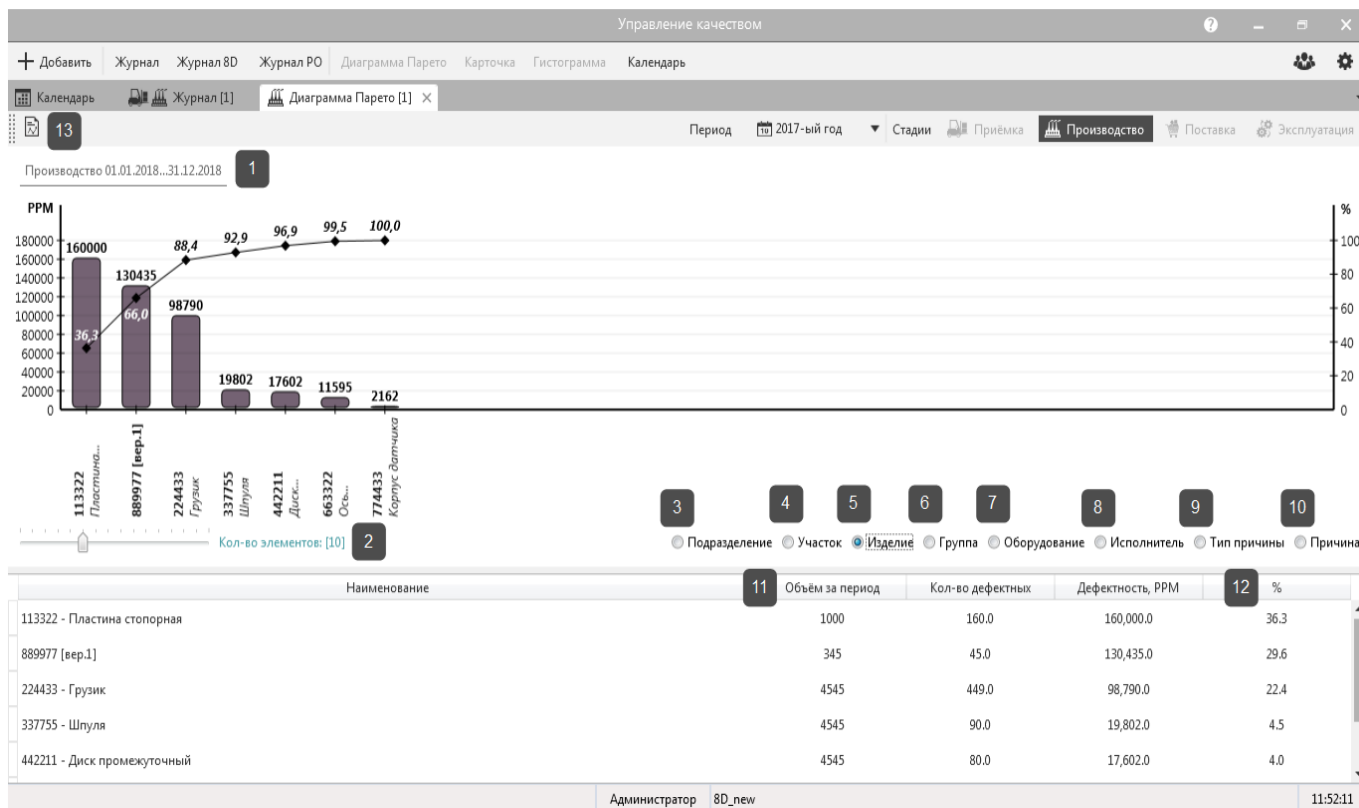 Управление качеством
Добавить Журнал Журнал 8D Журнал РО Диаграмма Парето Карточка Гистограмма Календарь
Календарь Журнал [1] Диаграмма Парето [1]
13 Период 10 2017-ый год Стадии Приёмка Производство Поставка Эксплуатация
Производство 01.01.2018...31.12.2018 1
PPM %
180000 160000 140000 120000 100000 80000 60000 40000 20000 0
160000 130435 98790 19802 17602 11595 2162
36,3 66,0 88,4 92,9 96,9 99,5 100,0
100 80 60 40 20 0
113322 Пластина...
889977 [вер.1]
224433 Грузик
337755 Шпуля
442211 Диск...
663322 Ось...
774433 Корпус датчика
3 4 5 6 7 8 9 10
Кол-во элементов: [10] 2 Подразделение Участок Изделие Группа Оборудование Исполнитель Тип причины Причина
Наименование 11 Объём за период Кол-во дефектных Дефектность, PPM 12 %
113322 - Пластина стопорная 1000 160.0 160,000.0 36.3
889977 [вер.1] 345 45.0 130,435.0 29.6
224433 - Грузик 4545 449.0 98,790.0 22.4
337755 - Шпуля 4545 90.0 19,802.0 4.5
442211 - Диск промежуточный 4545 80.0 17,602.0 4.0
Администратор 8D_new 11:52:11